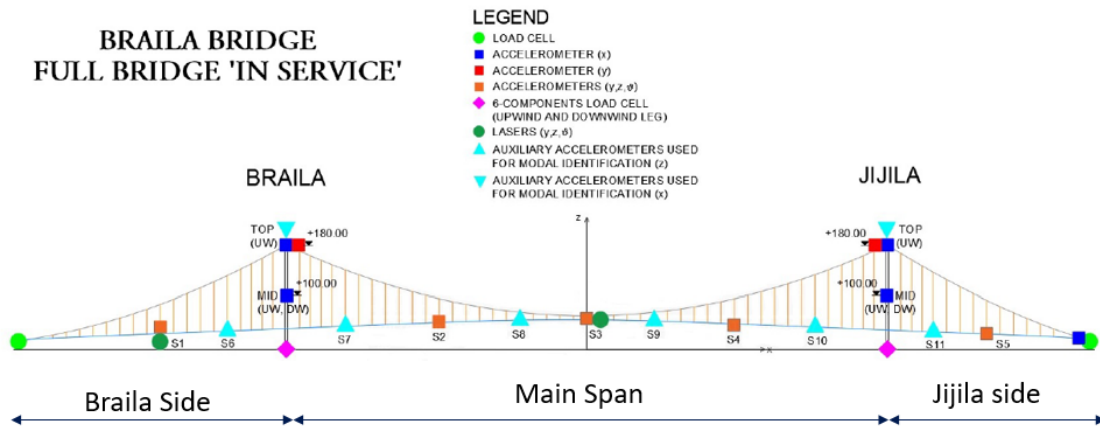 BRAILA BRIDGE
FULL BRIDGE 'IN SERVICE'
LEGEND
LOAD CELL
ACCELEROMETER (x)
ACCELEROMETER (y)
ACCELEROMETERS (y,z,ϑ)
6-COMPONENTS LOAD CELL
(UPWIND AND DOWNWIND LEG)
LASERS (y,z,ϑ)
AUXILIARY ACCELEROMETERS USED
FOR MODAL IDENTIFICATION (z)
AUXILIARY ACCELEROMETERS USED
FOR MODAL IDENTIFICATION (x)
BRAILA
JIJILA
TOP
(UW)
+180.00
z
+180.00
TOP
(UW)
+100.00
MID
(UW, DW)
+100.00
MID
(UW, DW)
S1
S6
S7
S2
S8
S3
S9
S4
S10
S11
S5
x
Braila Side
Main Span
Jijila side